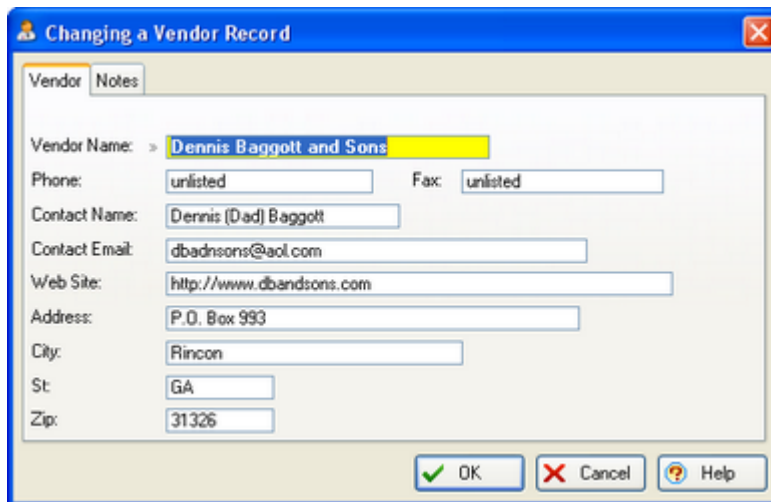 Changing a Vendor Record
Vendor Notes
Vendor Name: » Dennis Baggott and Sons
Phone: unlisted Fax: unlisted
Contact Name: Dennis (Dad) Baggott
Contact Email: dbadnsons@aol.com
Web Site: http://www.dbandsons.com
Address: P.O. Box 993
City: Rincon
St: GA
Zip: 31326
OK Cancel Help